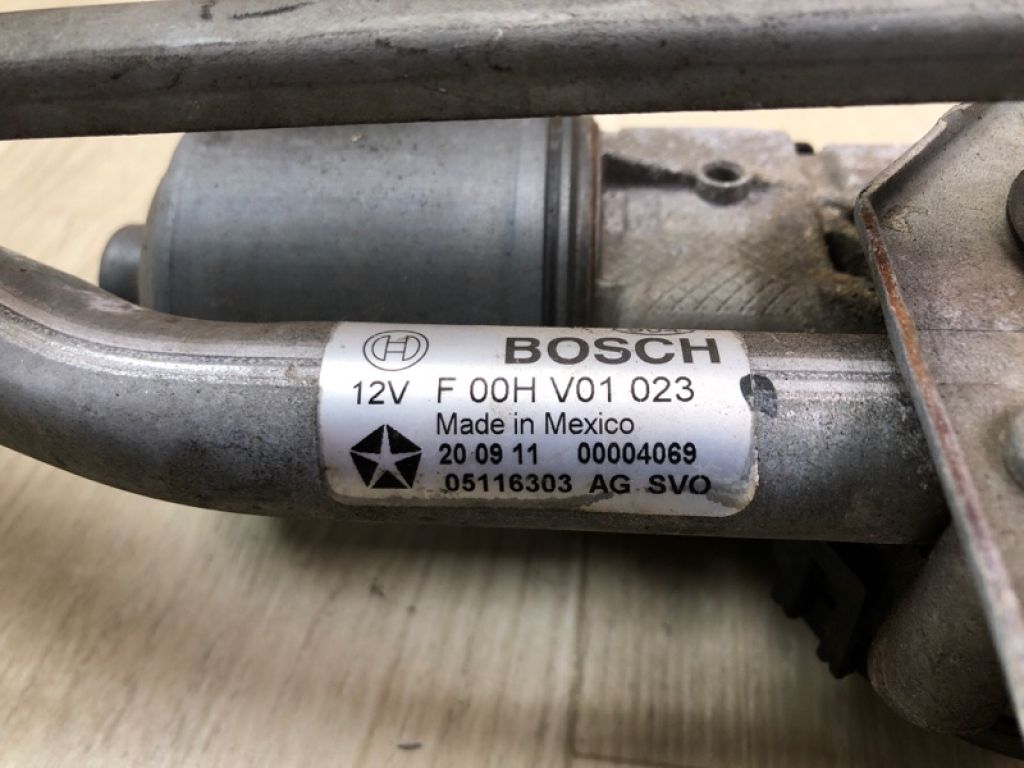 BOSCH
12V F 00H V01 023
Made in Mexico
20 09 11 00004069
05116303 AG SVO